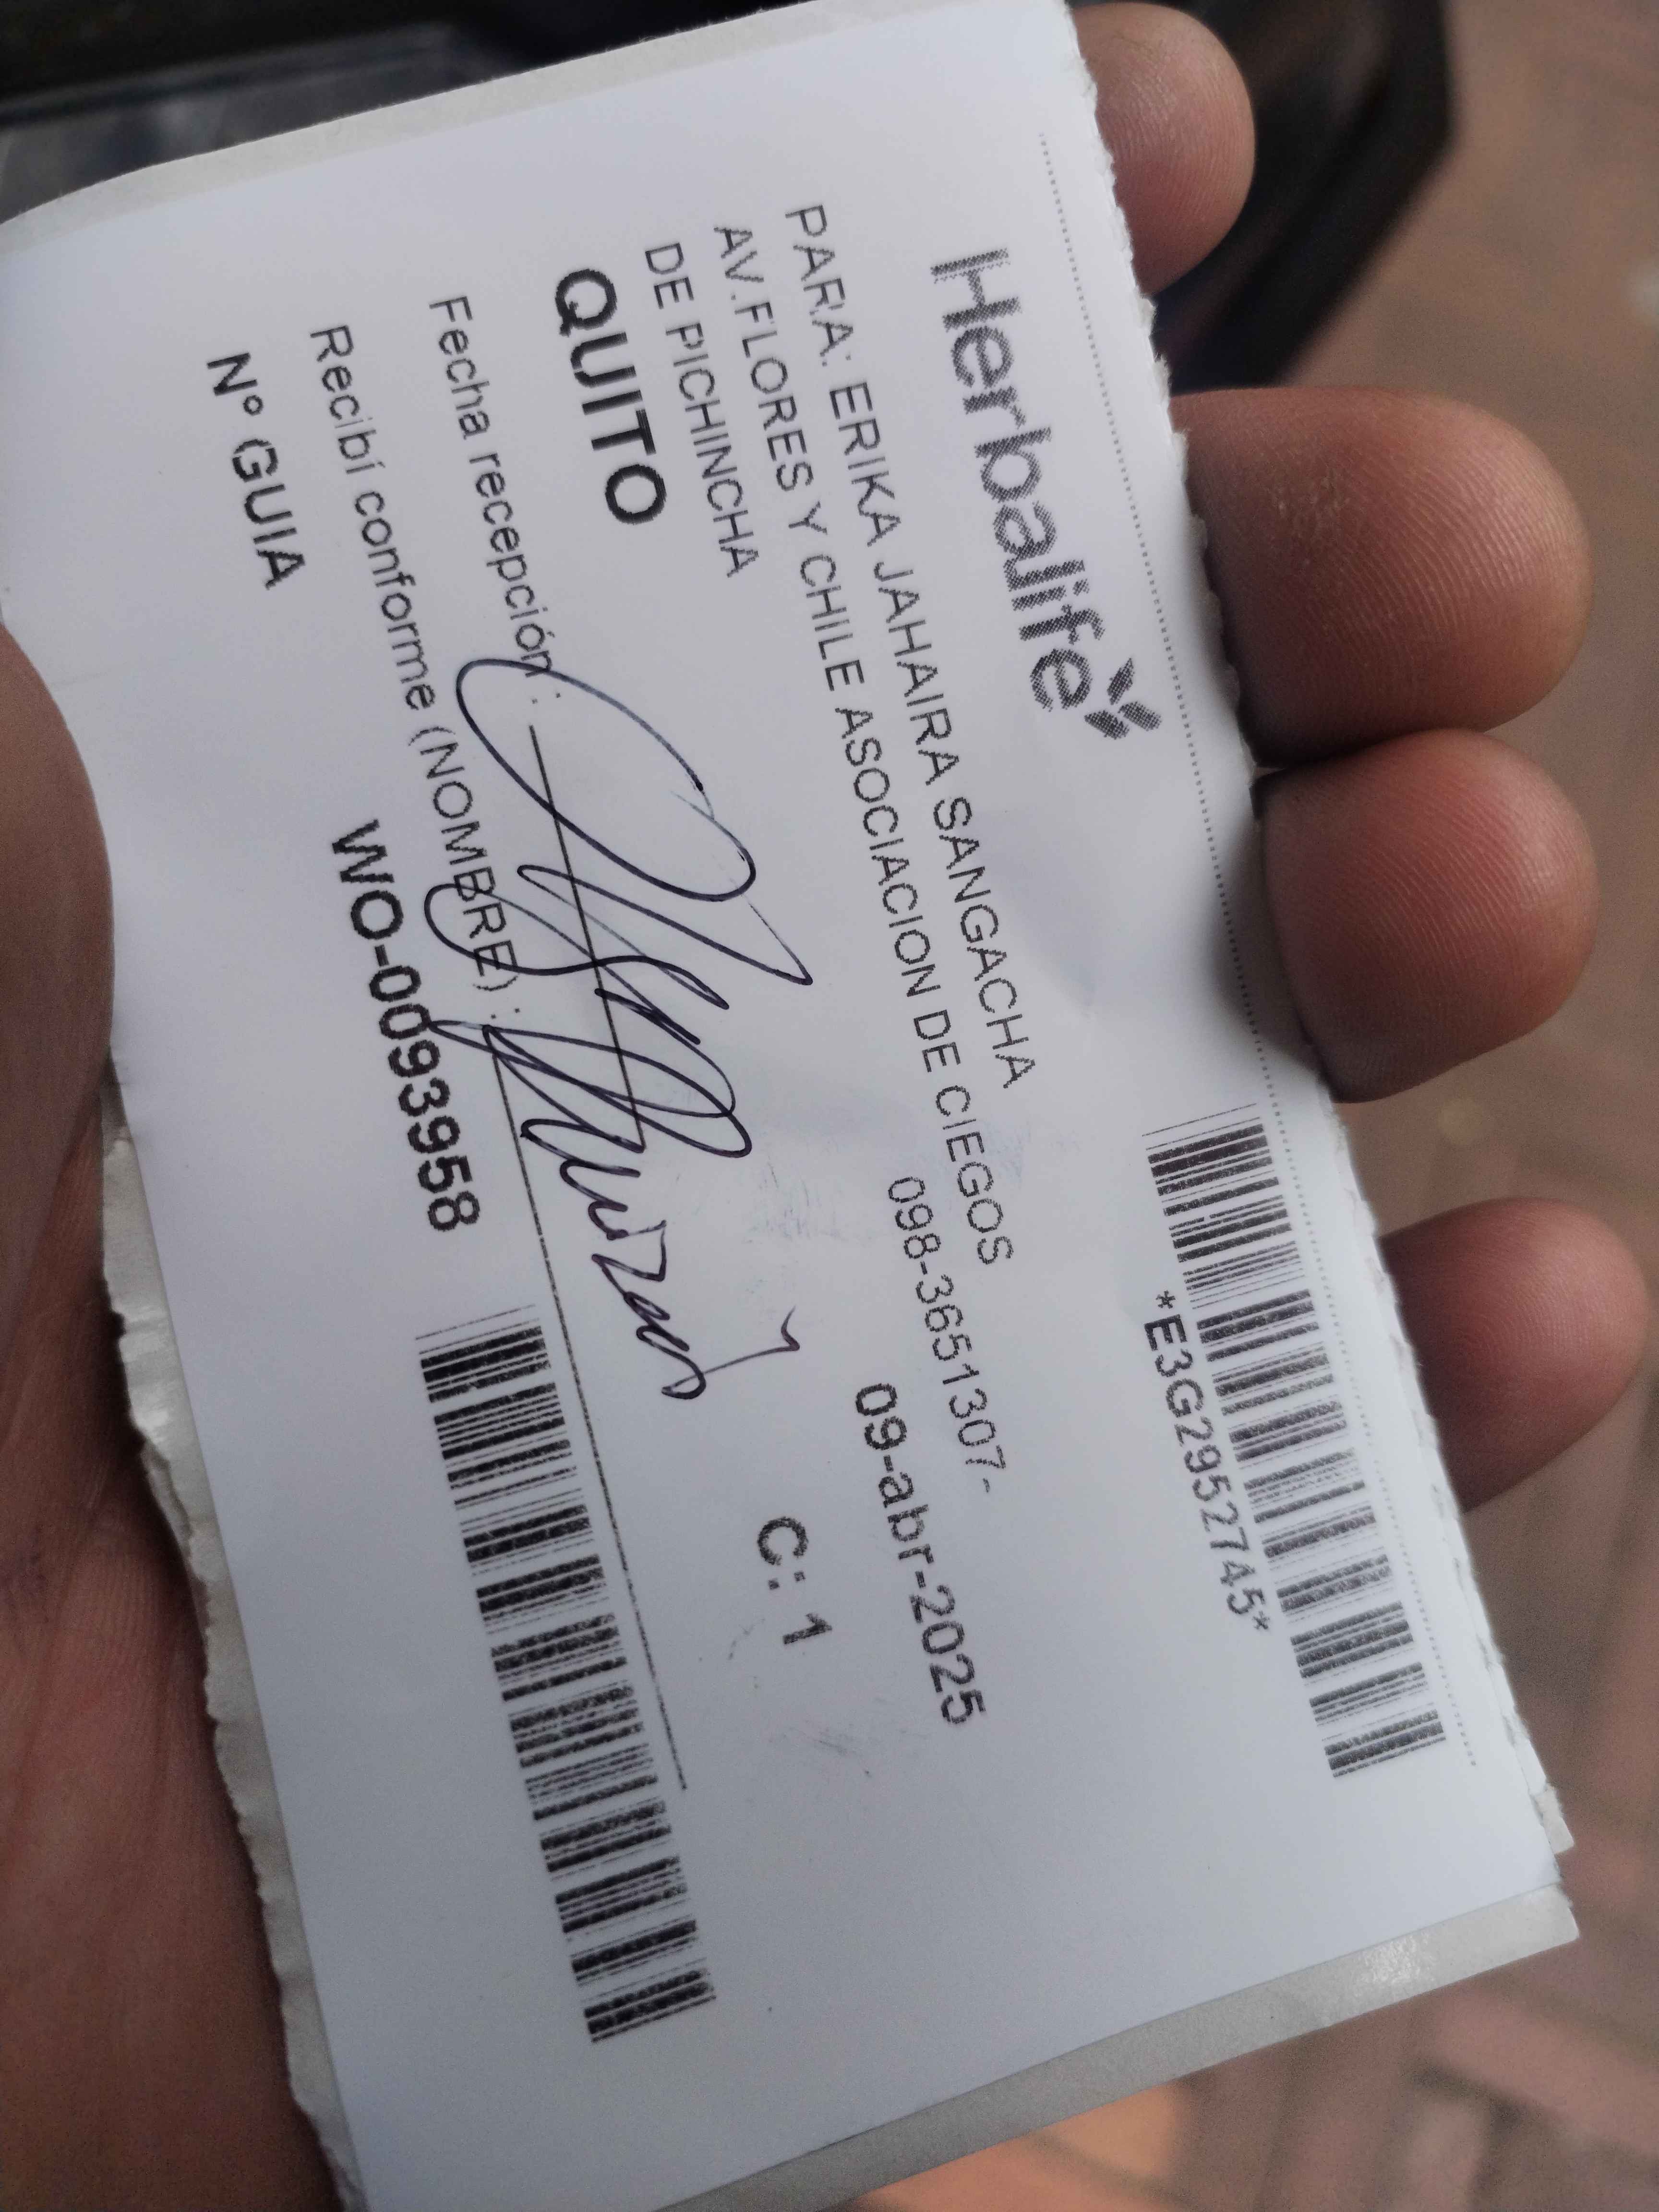 Herbalife
*E3G2952745*
PARA: ERIKA JAHAIRA SANGACHA
AV.FLORES Y CHILE ASOCIACION DE CIEGOS
DE PICHINCHA
098-3651307-
09-abr-2025
QUITO
C: 1
Fecha recepción :
Recibí conforme (NOMBRE) :
Nº GUIA
WO-0093958